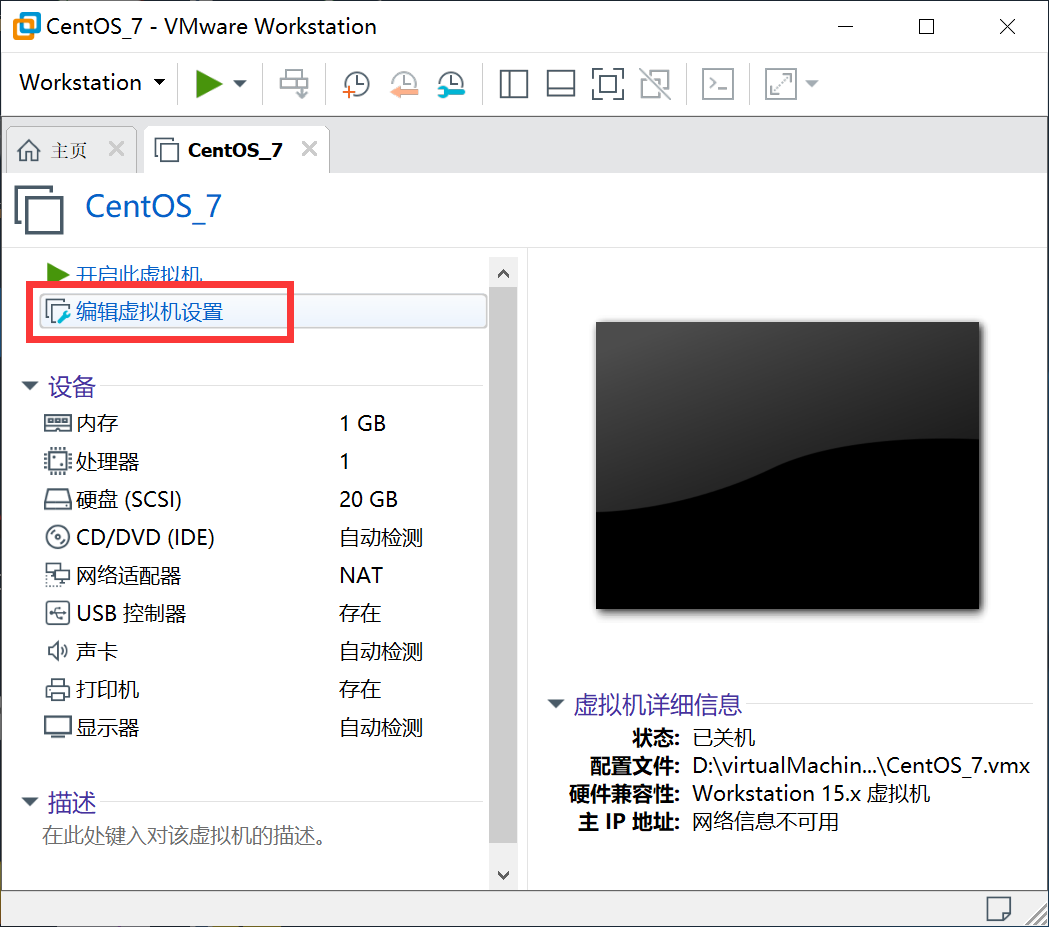 CentOS_7 - VMware Workstation
Workstation
主页
CentOS_7
CentOS_7
开启此虚拟机
编辑虚拟机设置
设备
内存 1 GB
处理器 1
硬盘 (SCSI) 20 GB
CD/DVD (IDE) 自动检测
网络适配器 NAT
USB 控制器 存在
声卡 自动检测
打印机 存在
显示器 自动检测
描述
在此处键入对该虚拟机的描述。
虚拟机详细信息
状态: 已关机
配置文件: D:\virtualMachin...\CentOS_7.vmx
硬件兼容性: Workstation 15.x 虚拟机
主 IP 地址: 网络信息不可用